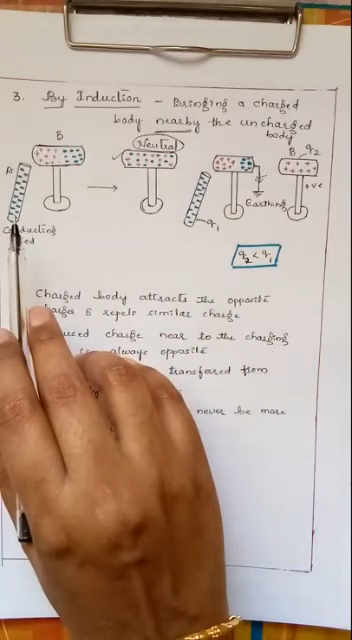 3. By Induction - Bringing a charged
body nearby the uncharged
body
B
Neutral
B q2
A
+ve
Earthing
q1
q2 < q1
Charged body attracts the opposite
& repels similar charge
charge near to the charging
always opposite
transferred from
never be more